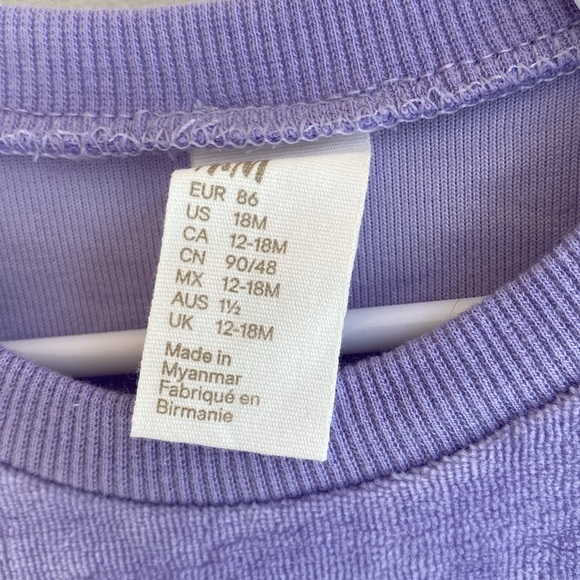 H&M
EUR 86
US 18M
CA 12-18M
CN 90/48
MX 12-18M
AUS 1½
UK 12-18M
Made in
Myanmar
Fabriqué en
Birmanie